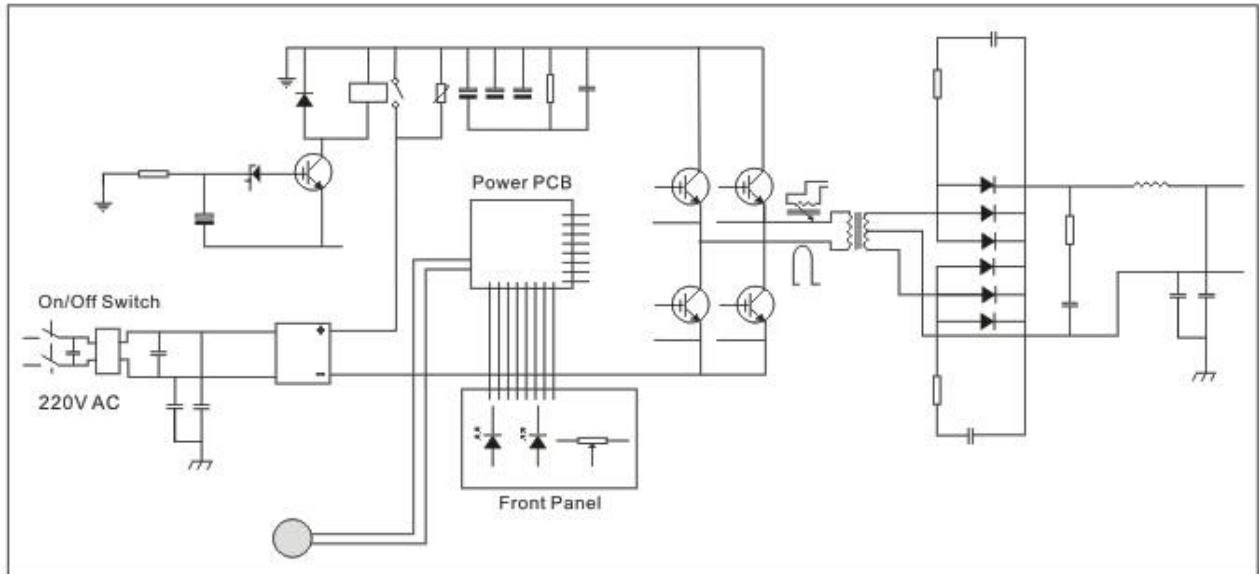 Power PCB
On/Off Switch
+
−
220V AC
Front Panel